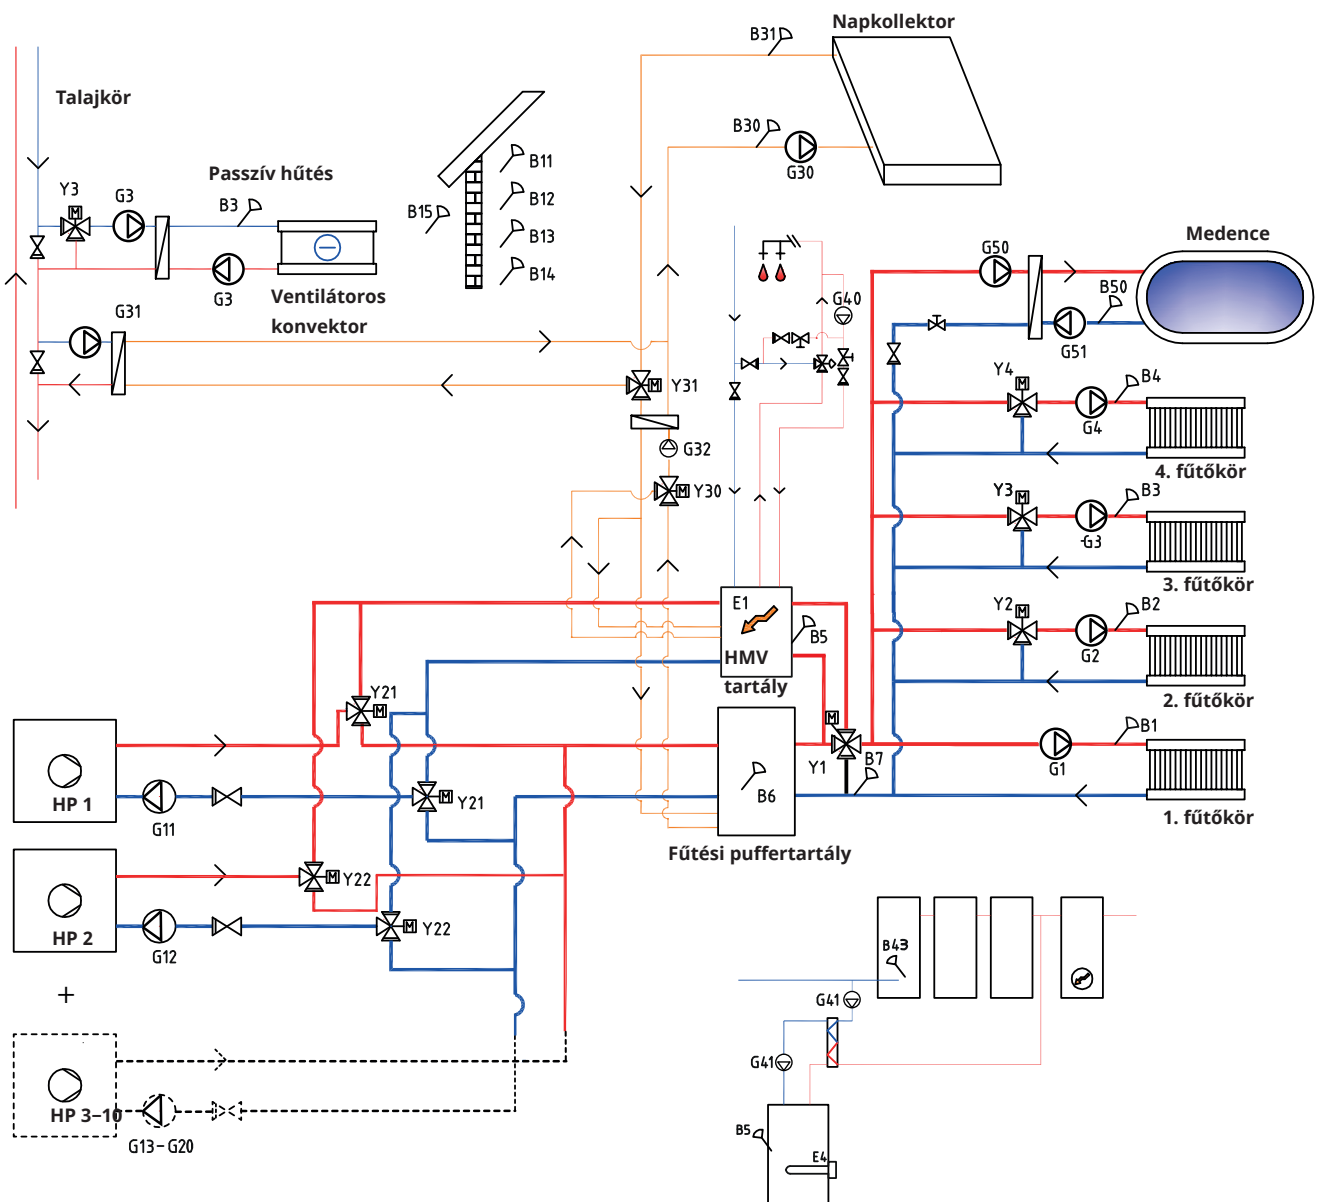 Napkollektor
B31
Talajkör
B30
G30
Passzív hűtés
B11
Y3
G3
B3
B12
B15
B13
B14
G3
Ventilátoros
konvektor
G31
G50
Medence
B50
G40
G51
Y31
Y4
B4
G4
4. fűtőkör
G32
Y30
Y3
B3
-G3
3. fűtőkör
E1
B5
HMV
tartály
Y2
B2
G2
2. fűtőkör
Y21
M
HP 1
G11
Y21
B6
Fűtési puffertartály
Y1
B7
G1
B1
1. fűtőkör
HP 2
G12
Y22
Y22
+
HP 3–10
G13–G20
B43
G41
G41
B5
E4